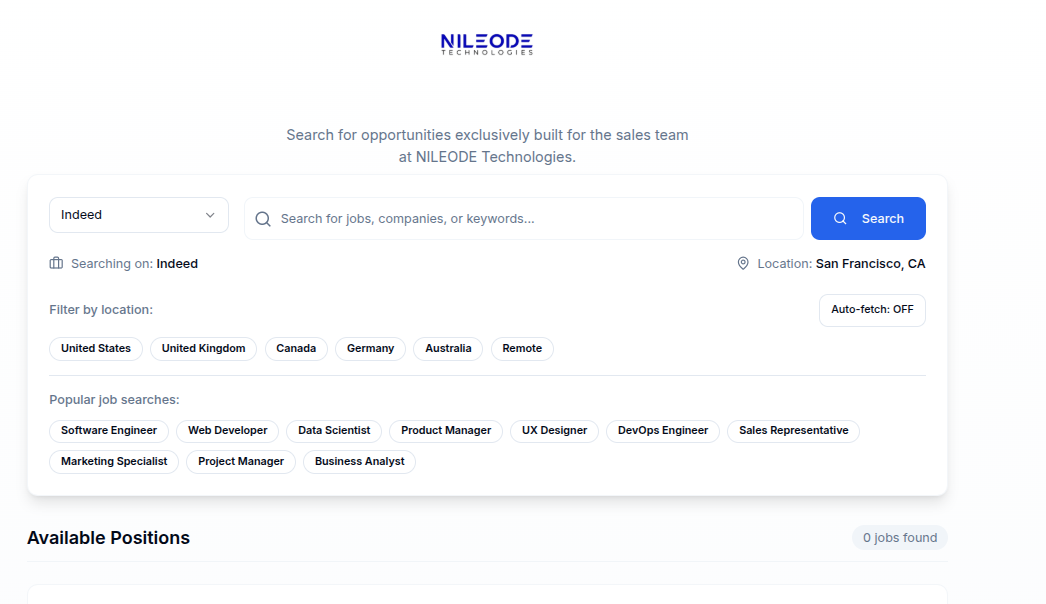 NILEODE
TECHNOLOGIES
Search for opportunities exclusively built for the sales team
at NILEODE Technologies.
Indeed
Search for jobs, companies, or keywords...
Search
Searching on: Indeed
Location: San Francisco, CA
Filter by location:
Auto-fetch: OFF
United States United Kingdom Canada Germany Australia Remote
Popular job searches:
Software Engineer Web Developer Data Scientist Product Manager UX Designer DevOps Engineer Sales Representative
Marketing Specialist Project Manager Business Analyst
Available Positions
0 jobs found